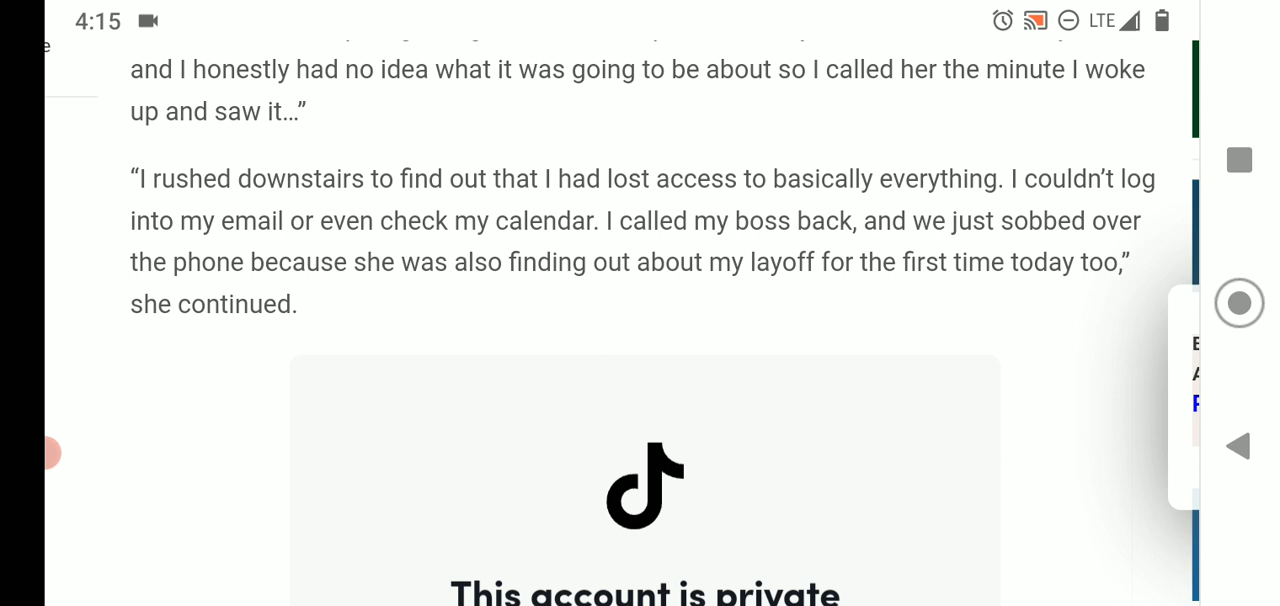 4:15
LTE
e
and I honestly had no idea what it was going to be about so I called her the minute I woke
up and saw it…”
“I rushed downstairs to find out that I had lost access to basically everything. I couldn’t log
into my email or even check my calendar. I called my boss back, and we just sobbed over
the phone because she was also finding out about my layoff for the first time today too,”
she continued.
This account is private